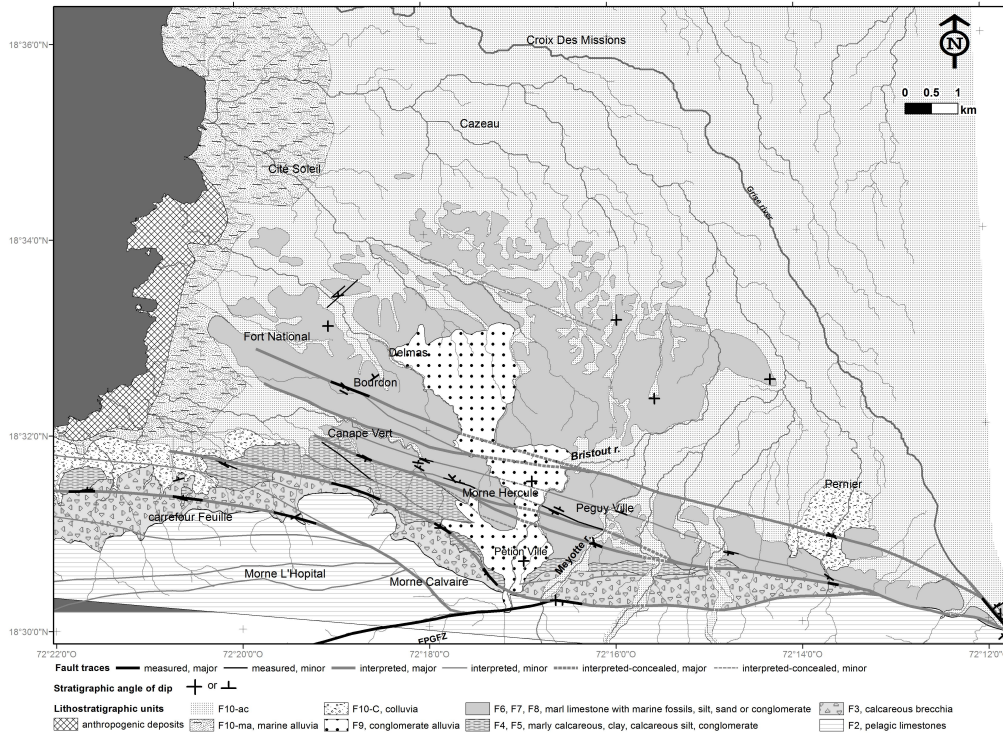 18°36'0"N
Croix Des Missions
N
0 0.5 1
km
Cazeau
Cité Soleil
Grise river
18°34'0"N
Fort National
Delmas
Bourdon
18°32'0"N
Canape Vert
Bristout r.
Pernier
Morne Hercule
Peguy Ville
carrefour Feuille
Petion Ville
Meyotte r.
Morne L'Hopital
Morne Calvaire
18°30'0"N
EPGFZ
72°22'0"W 72°20'0"W 72°18'0"W 72°16'0"W 72°14'0"W 72°12'0"W
Fault traces measured, major measured, minor interpreted, major interpreted, minor interpreted-concealed, major interpreted-concealed, minor
Stratigraphic angle of dip or
Lithostratigraphic units F10-ac F10-C, colluvia F6, F7, F8, marl limestone with marine fossils, silt, sand or conglomerate F3, calcareous brecchia
anthropogenic deposits F10-ma, marine alluvia F9, conglomerate alluvia F4, F5, marly calcareous, clay, calcareous silt, conglomerate F2, pelagic limestones